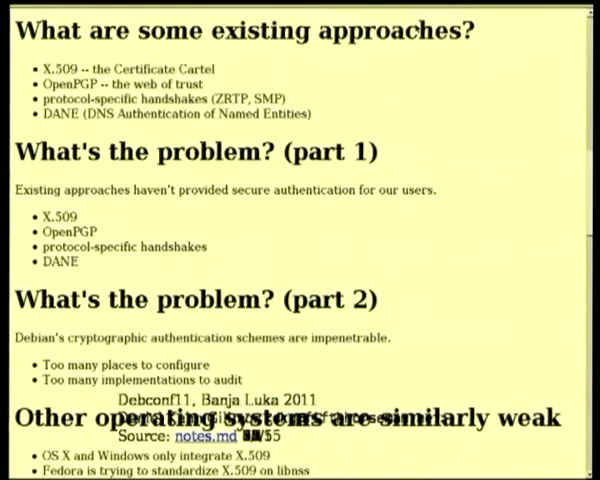 What are some existing approaches?
• X.509 -- the Certificate Cartel
• OpenPGP -- the web of trust
• protocol-specific handshakes (ZRTP, SMP)
• DANE (DNS Authentication of Named Entities)
What's the problem? (part 1)
Existing approaches haven't provided secure authentication for our users.
• X.509
• OpenPGP
• protocol-specific handshakes
• DANE
What's the problem? (part 2)
Debian's cryptographic authentication schemes are impenetrable.
• Too many places to configure
• Too many implementations to audit
Debconf11, Banja Luka 2011
Other operating systems are similarly weak
Source: notes.md
• OS X and Windows only integrate X.509
• Fedora is trying to standardize X.509 on libnss